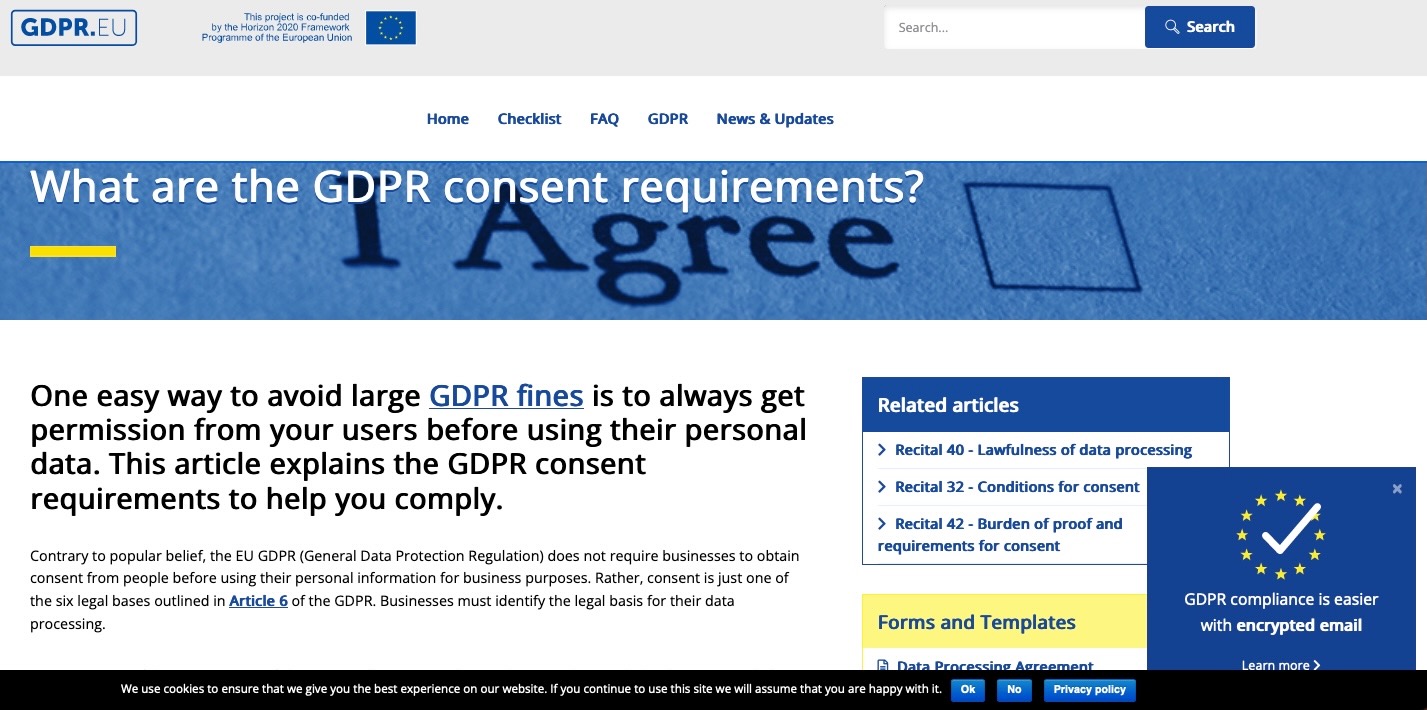 GDPR.EU
This project is co-funded
by the Horizon 2020 Framework
Programme of the European Union
Search...
Search
Home Checklist FAQ GDPR News & Updates
What are the GDPR consent requirements?
I Agree
One easy way to avoid large GDPR fines is to always get
permission from your users before using their personal
data. This article explains the GDPR consent
requirements to help you comply.
Contrary to popular belief, the EU GDPR (General Data Protection Regulation) does not require businesses to obtain
consent from people before using their personal information for business purposes. Rather, consent is just one of
the six legal bases outlined in Article 6 of the GDPR. Businesses must identify the legal basis for their data
processing.
Related articles
Recital 40 - Lawfulness of data processing
Recital 32 - Conditions for consent
Recital 42 - Burden of proof and
requirements for consent
Forms and Templates
Data Processing Agreement
×
GDPR compliance is easier
with encrypted email
Learn more
We use cookies to ensure that we give you the best experience on our website. If you continue to use this site we will assume that you are happy with it. Ok No Privacy policy